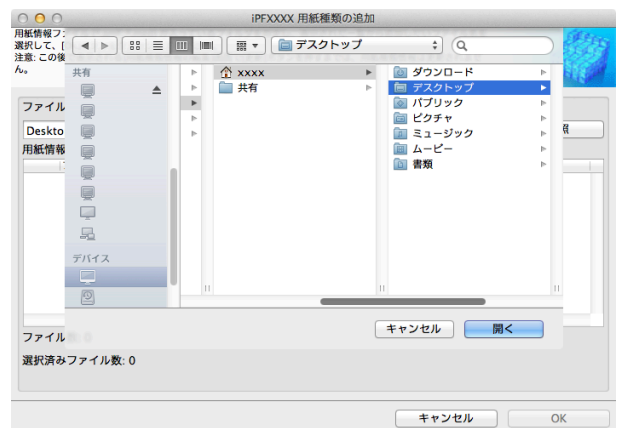 iPFXXXX 用紙種類の追加
用紙情報フ
選択して、[
注意: この後
ん。
デスクトップ
共有
xxxx
共有
ダウンロード
デスクトップ
パブリック
ピクチャ
ミュージック
ムービー
書類
ファイル
Deskto
用紙情報
デバイス
キャンセル
開く
ファイル数: 0
選択済みファイル数: 0
キャンセル
OK